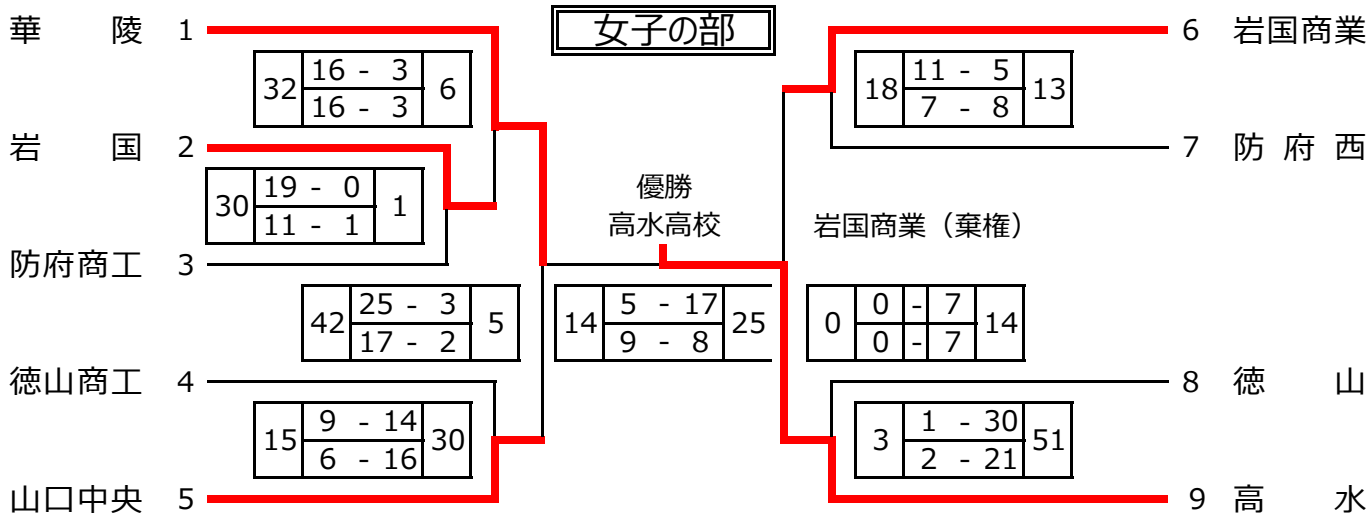 女子の部
華　　陵 1
32 16 - 3 6
16 - 3
岩　　国 2
30 19 - 0 1
11 - 1
防府商工 3
42 25 - 3 5
17 - 2
徳山商工 4
15 9 - 14 30
6 - 16
山口中央 5
優勝
高水高校
14 5 - 17 25
9 - 8
6 岩国商業
18 11 - 5 13
7 - 8
7 防 府 西
岩国商業（棄権）
0 0 - 7 14
0 - 7
8 徳　　山
3 1 - 30 51
2 - 21
9 高　　水